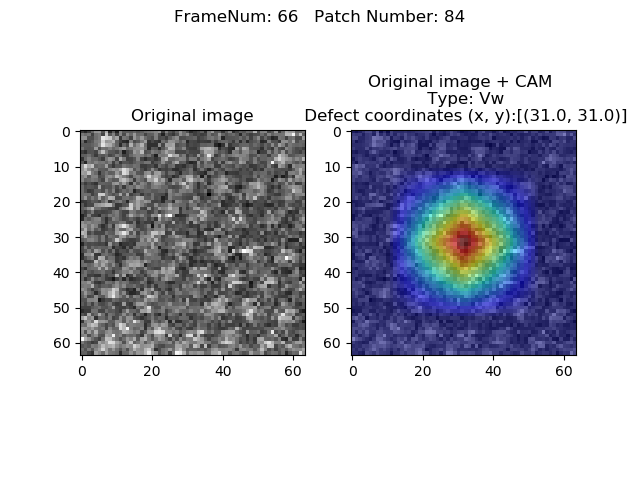 FrameNum: 66   Patch Number: 84
Original image
Original image + CAM
Type: Vw
Defect coordinates (x, y):[(31.0, 31.0)]
0
10
20
30
40
50
60
0 20 40 60
0
10
20
30
40
50
60
0 20 40 60